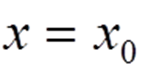 x = x₀